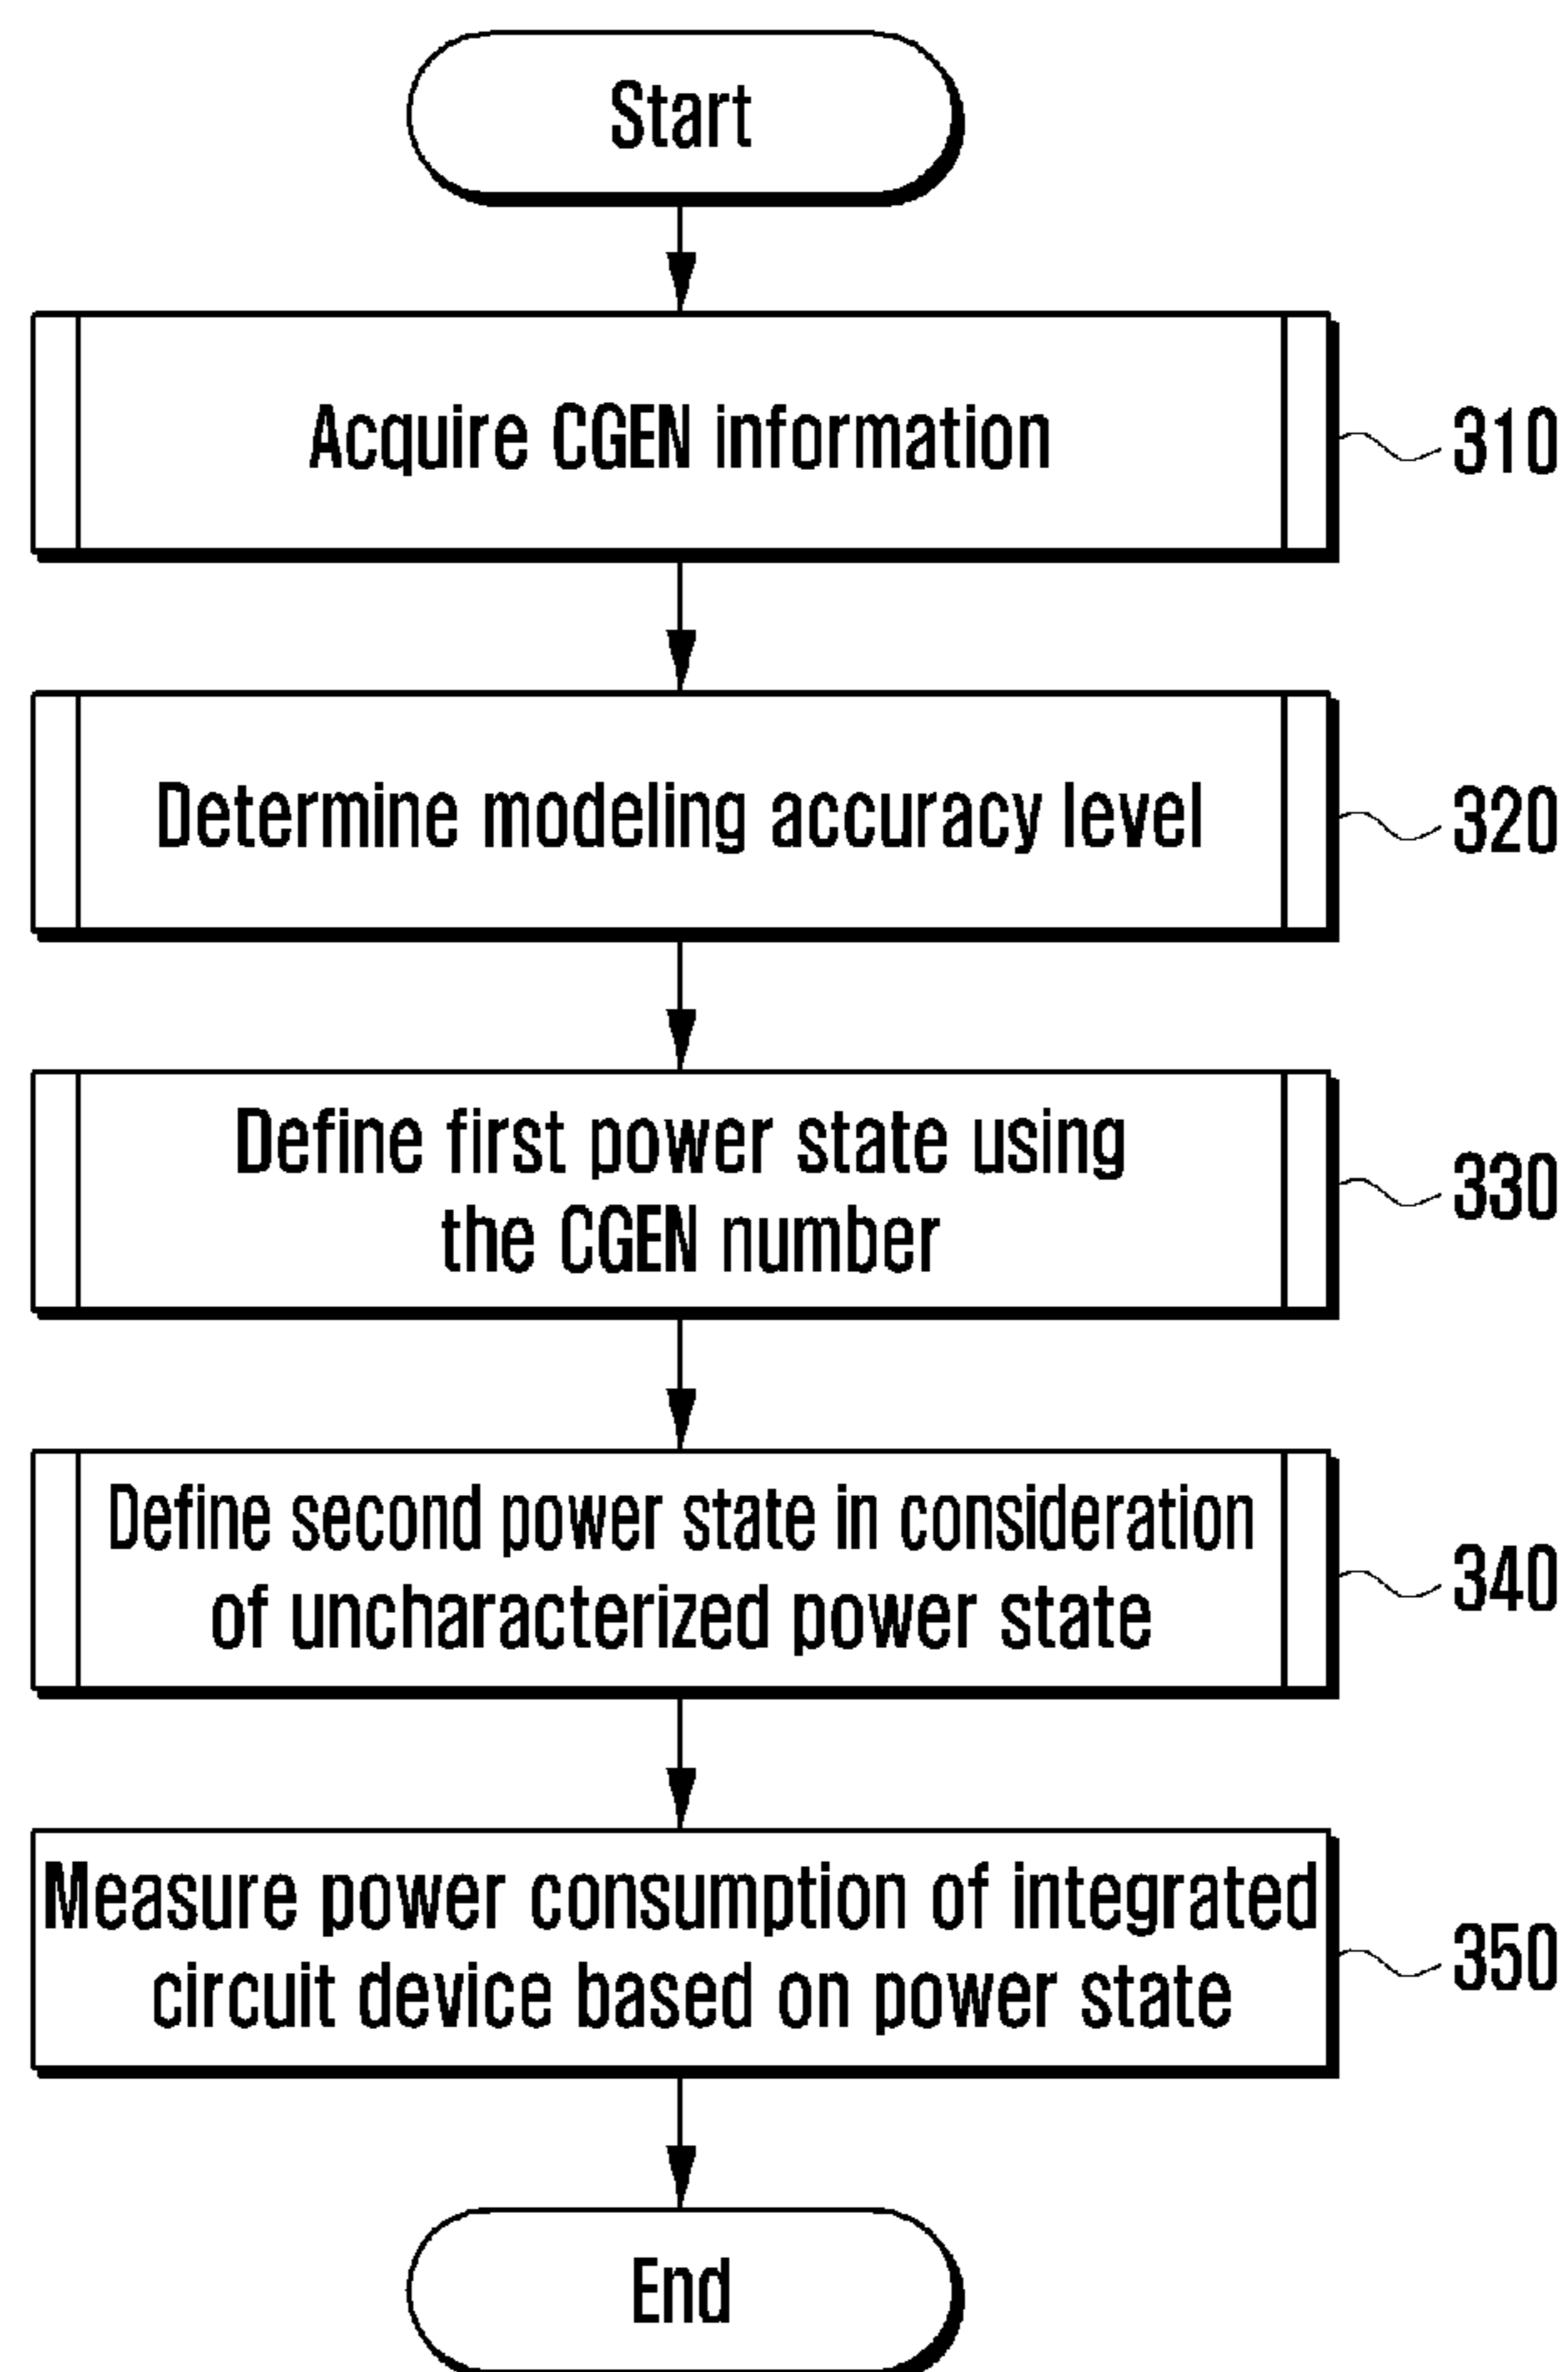 Start
Acquire CGEN information
310
Determine modeling accuracy level
320
Define first power state using
the CGEN number
330
Define second power state in consideration
of uncharacterized power state
340
Measure power consumption of integrated
circuit device based on power state
350
End